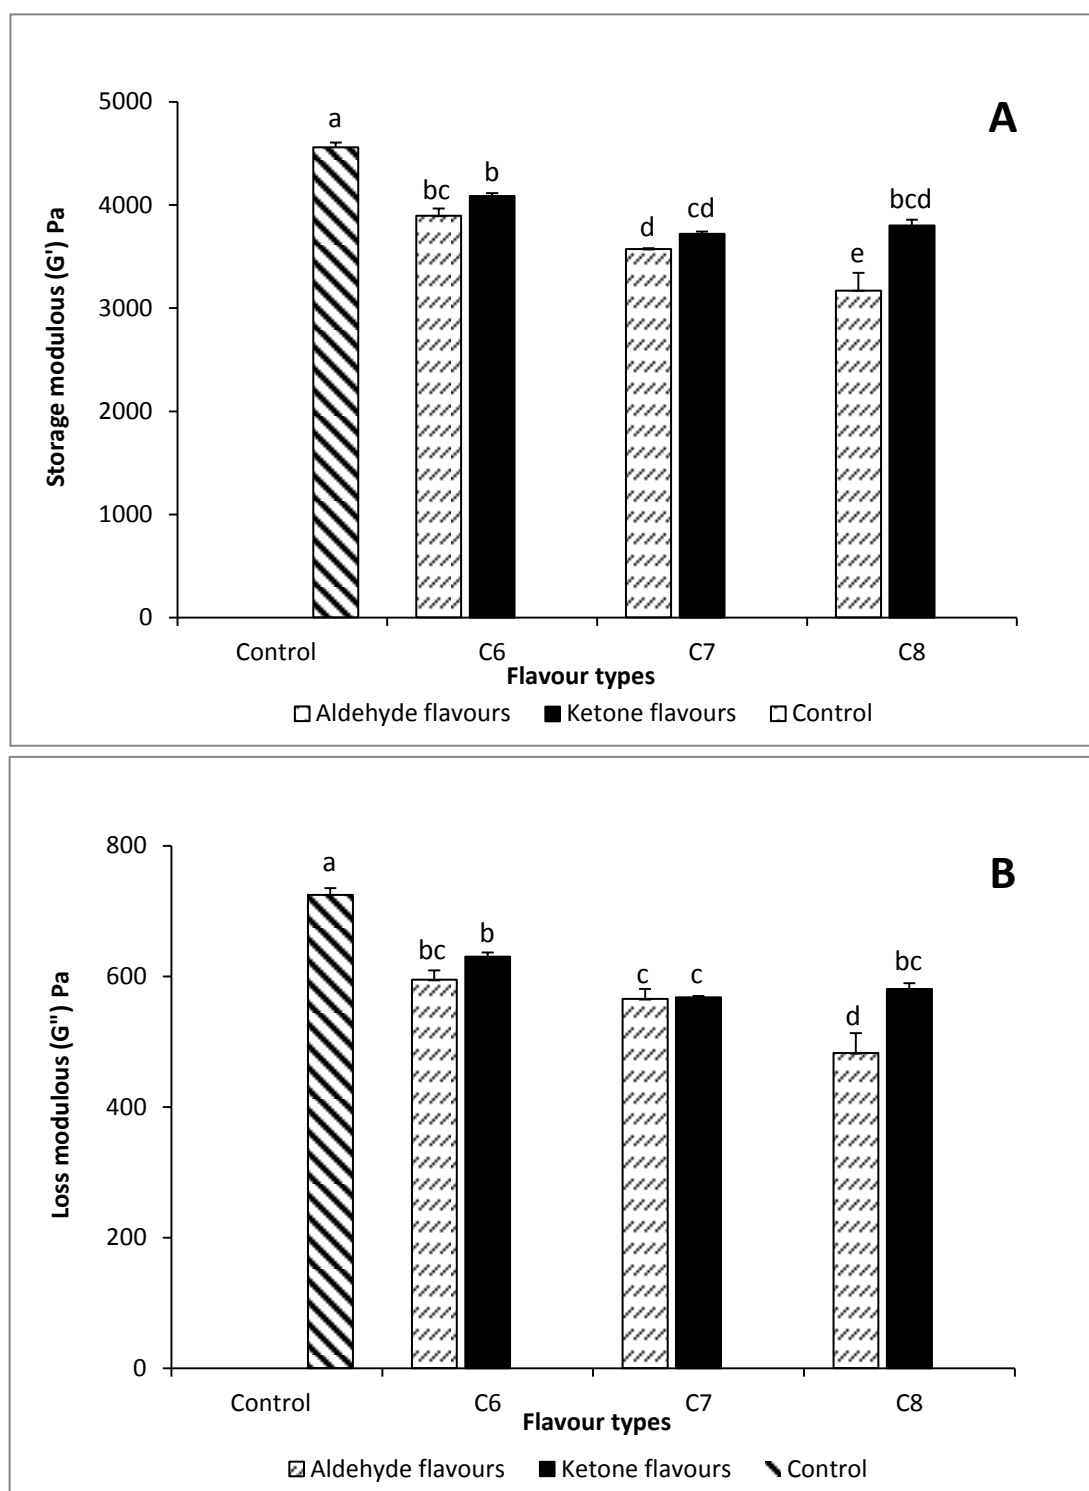 A
5000
4000
3000
2000
1000
0
Storage modulous (G') Pa
a
bc
b
d
cd
e
bcd
Control C6 C7 C8
Flavour types
Aldehyde flavours Ketone flavours Control
B
800
600
400
200
0
Loss modulous (G") Pa
a
bc
b
c
c
d
bc
Control C6 C7 C8
Flavour types
Aldehyde flavours Ketone flavours Control